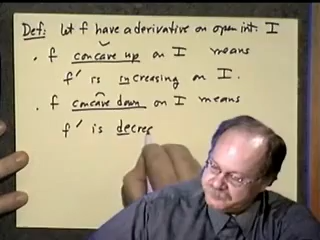 Def: let f have a derivative on open int. I
• f concave up on I means
f' is increasing on I.
• f concave down on I means
f' is decrea